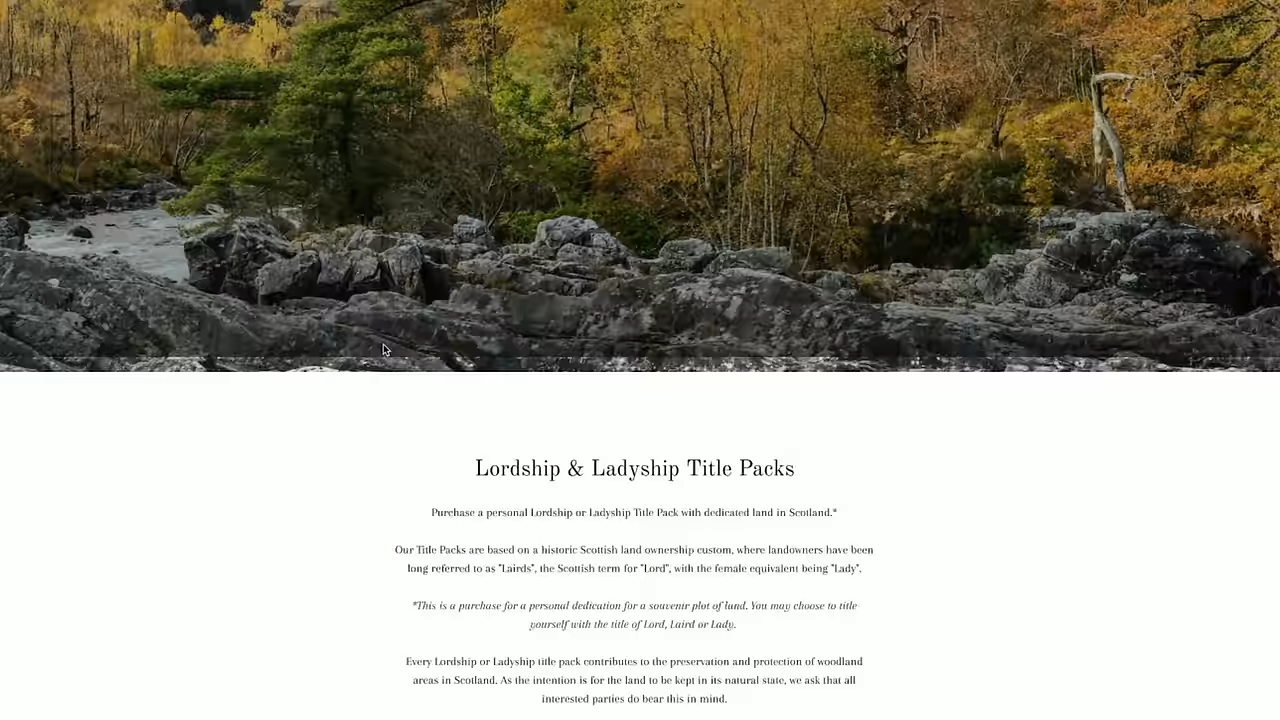 Lordship & Ladyship Title Packs
Purchase a personal Lordship or Ladyship Title Pack with dedicated land in Scotland.*
Our Title Packs are based on a historic Scottish land ownership custom, where landowners have been
long referred to as "Lairds", the Scottish term for "Lord", with the female equivalent being "Lady".
*This is a purchase for a personal dedication for a souvenir plot of land. You may choose to title
yourself with the title of Lord, Laird or Lady.
Every Lordship or Ladyship title pack contributes to the preservation and protection of woodland
areas in Scotland. As the intention is for the land to be kept in its natural state, we ask that all
interested parties do bear this in mind.